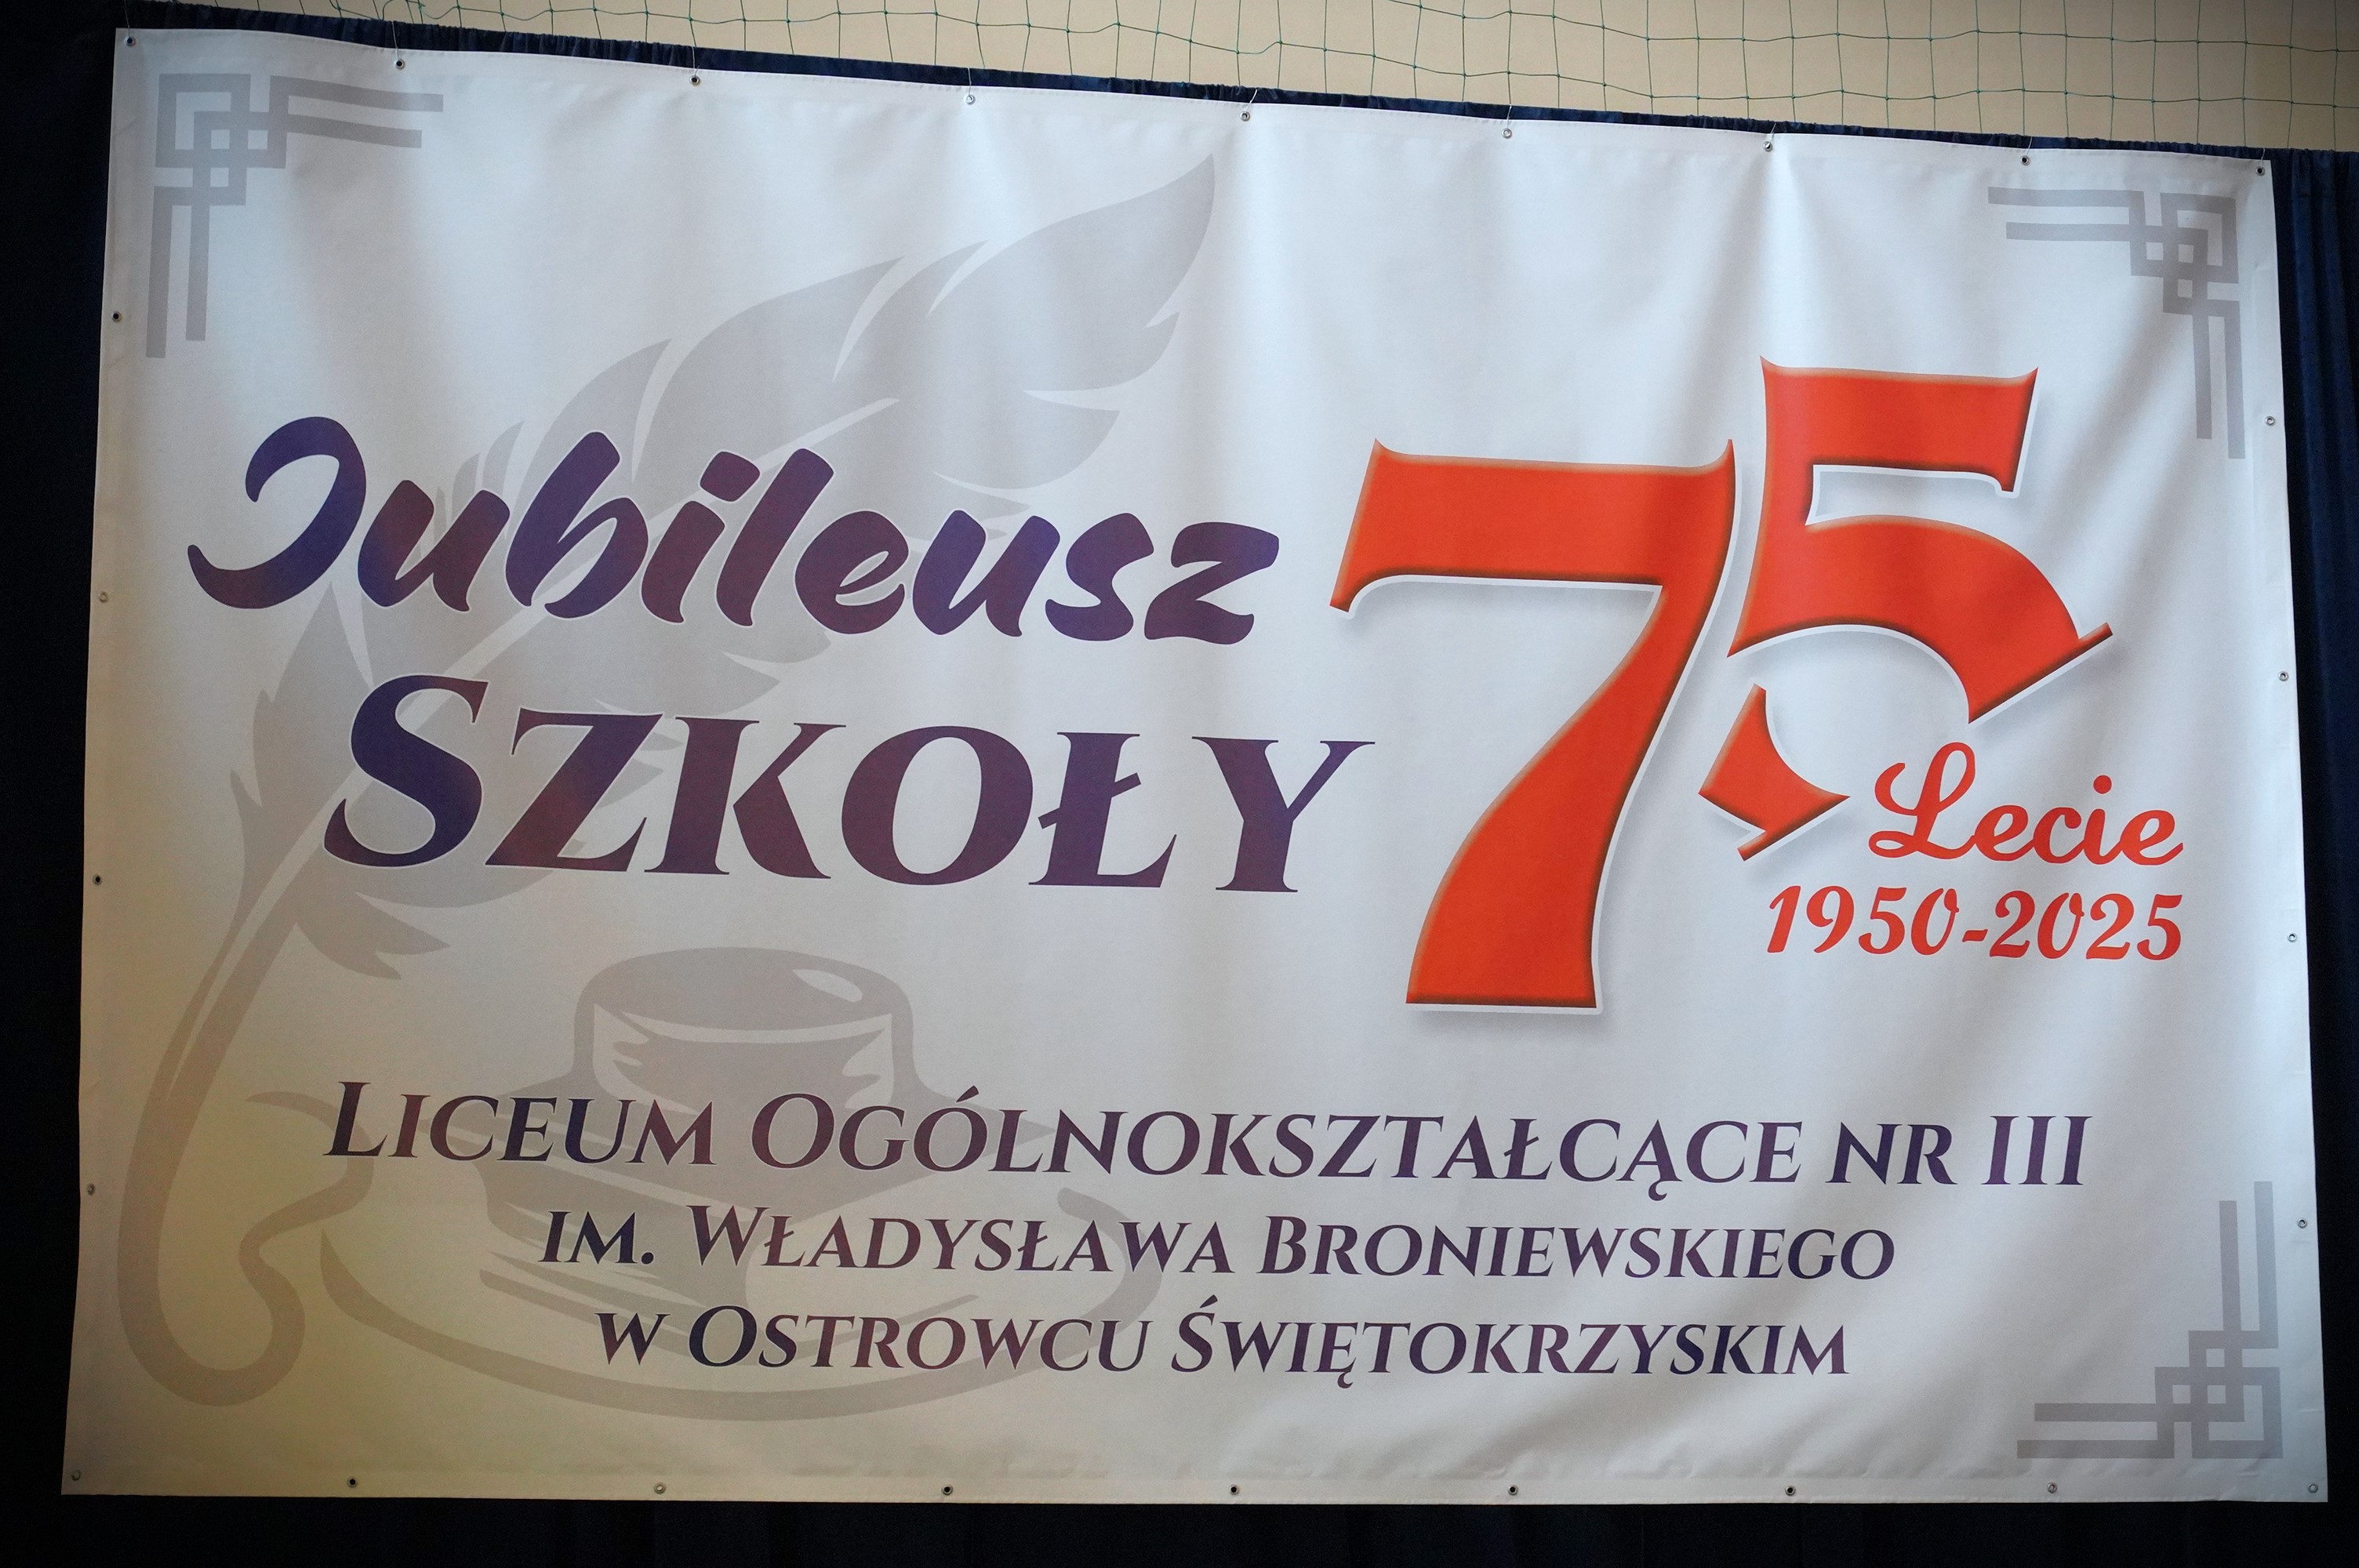 Jubileusz
SZKOŁY
75
Lecie
1950-2025
LICEUM OGÓLNOKSZTAŁCĄCE NR III
IM. WŁADYSŁAWA BRONIEWSKIEGO
W OSTROWCU ŚWIĘTOKRZYSKIM